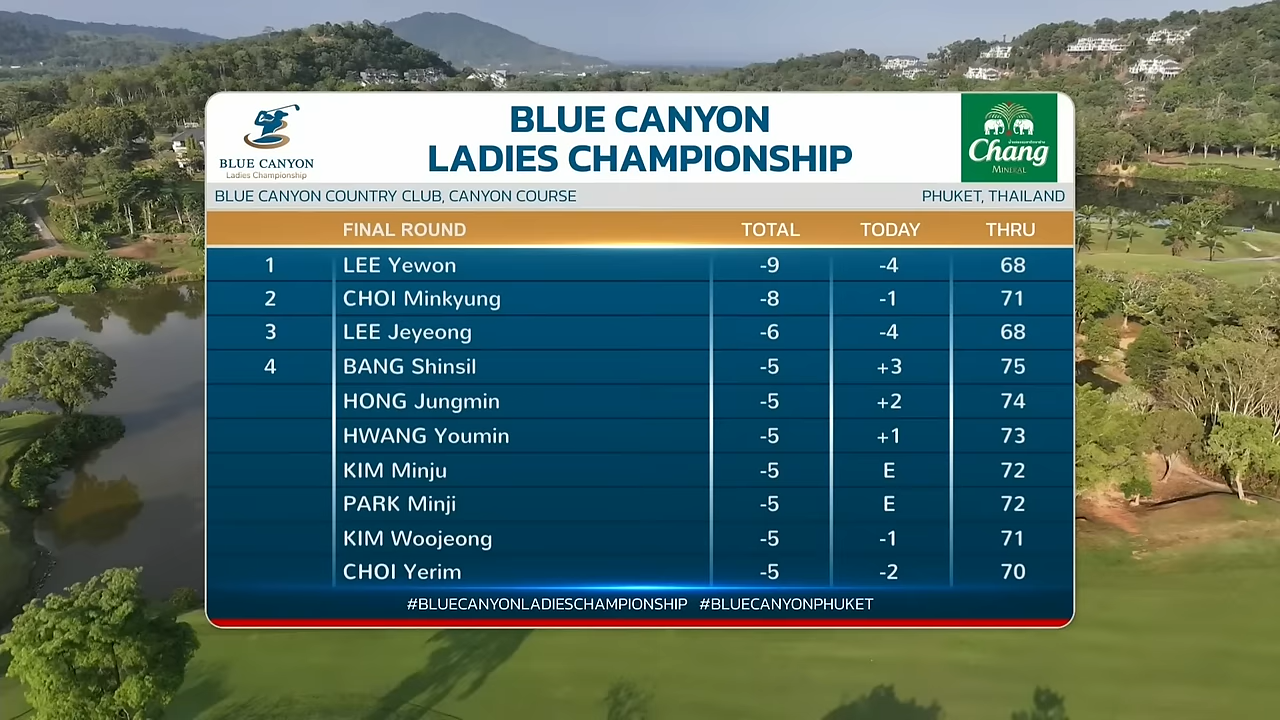 BLUE CANYON
Ladies Championship
BLUE CANYON
LADIES CHAMPIONSHIP
Chang
MINERAL
BLUE CANYON COUNTRY CLUB, CANYON COURSE PHUKET, THAILAND
FINAL ROUND TOTAL TODAY THRU
1 LEE Yewon -9 -4 68
2 CHOI Minkyung -8 -1 71
3 LEE Jeyeong -6 -4 68
4 BANG Shinsil -5 +3 75
HONG Jungmin -5 +2 74
HWANG Youmin -5 +1 73
KIM Minju -5 E 72
PARK Minji -5 E 72
KIM Woojeong -5 -1 71
CHOI Yerim -5 -2 70
#BLUECANYONLADIESCHAMPIONSHIP #BLUECANYONPHUKET